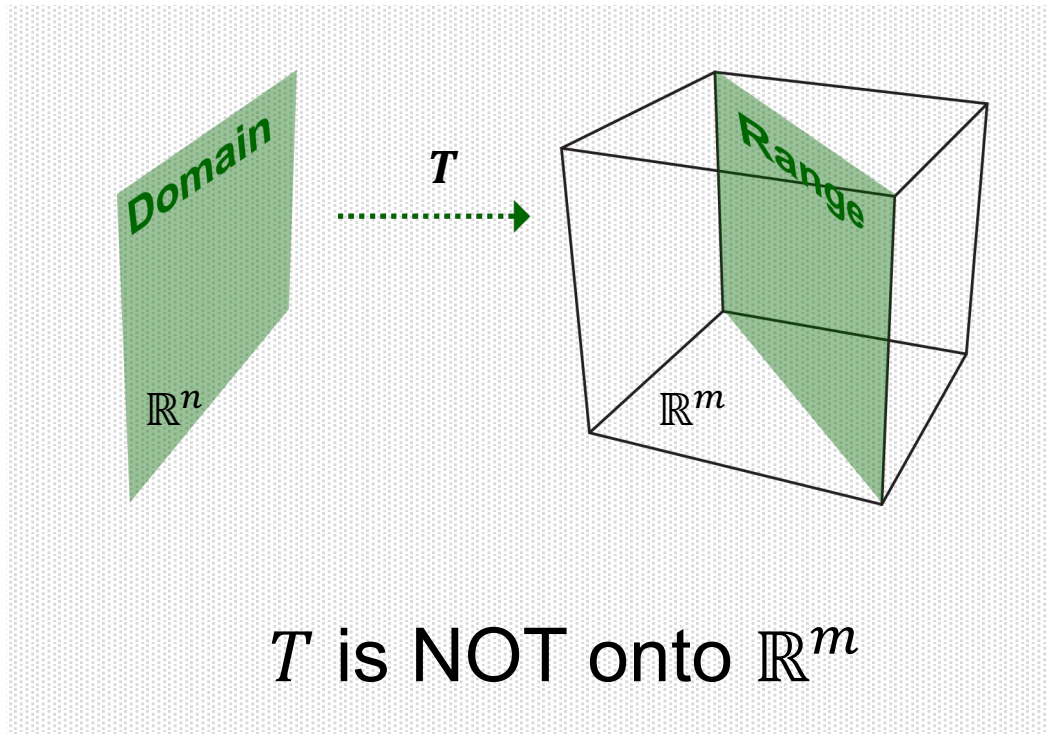 Domain
T
Range
ℝⁿ
ℝᵐ
T is NOT onto ℝᵐ